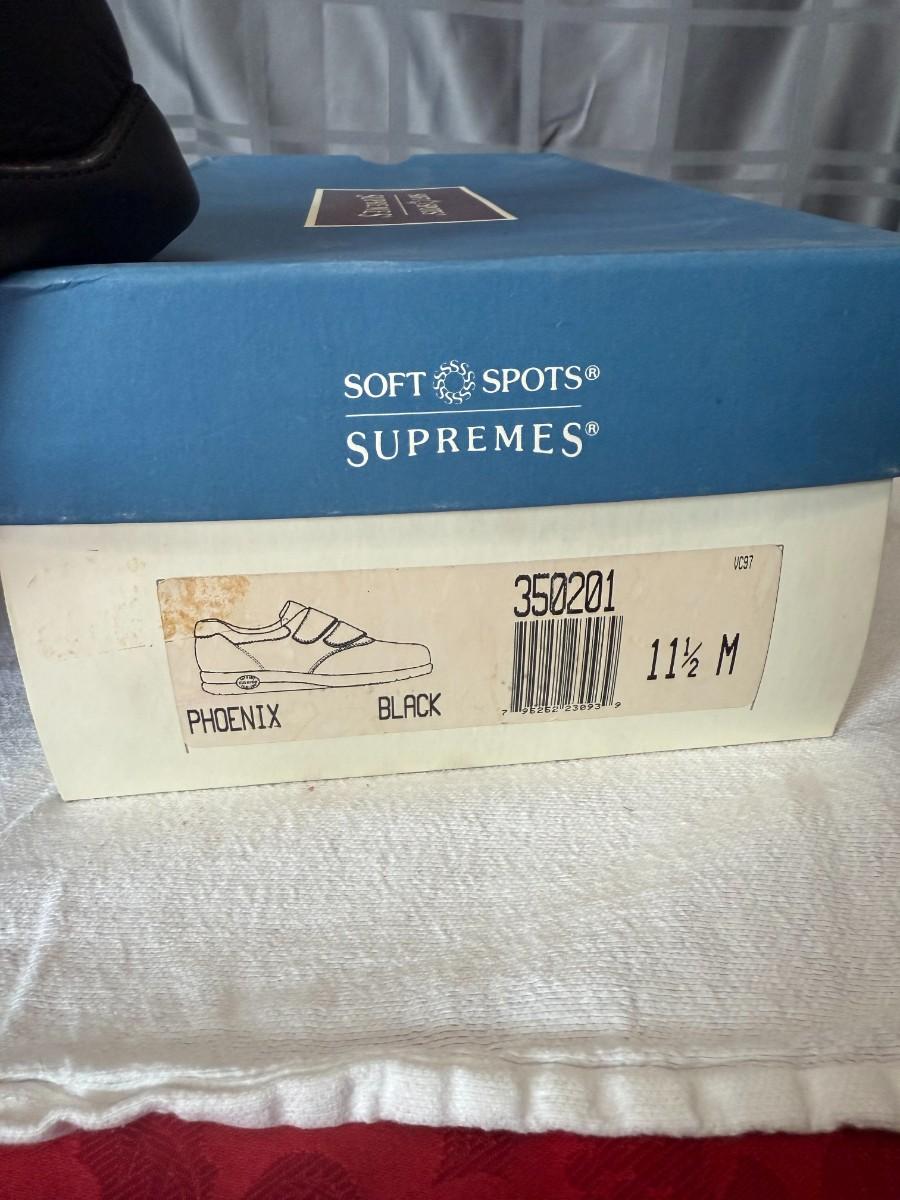 SOFT SPOTS®
SUPREMES®
VC97
350201
11½ M
PHOENIX BLACK
7 95262 23093 9